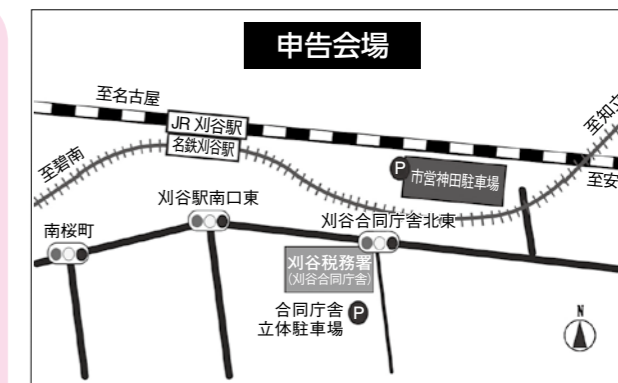 申告会場
至名古屋
JR 刈谷駅
名鉄刈谷駅
至碧南
至知立
P
市営神田駐車場
至安
刈谷駅南口東
刈谷合同庁舎北東
南桜町
刈谷税務署
(刈谷合同庁舎)
合同庁舎
立体駐車場
P
N